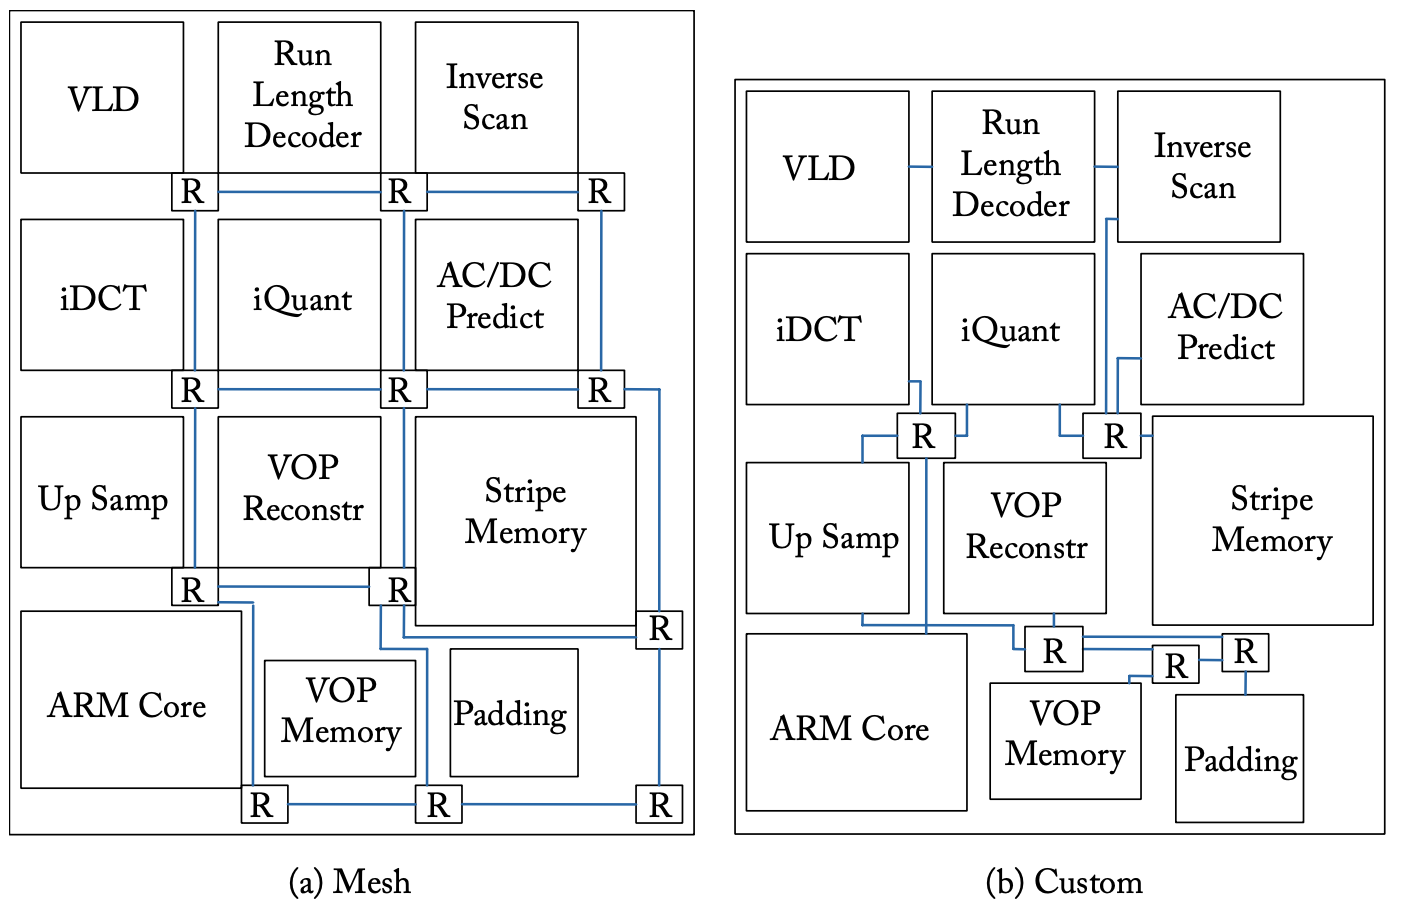 VLD
Run
Length
Decoder
Inverse
Scan
R
R
R
iDCT
iQuant
AC/DC
Predict
R
R
R
Up Samp
VOP
Reconstr
Stripe
Memory
R
R
R
ARM Core
VOP
Memory
Padding
R
R
R
(a) Mesh
VLD
Run
Length
Decoder
Inverse
Scan
iDCT
iQuant
AC/DC
Predict
R
R
Up Samp
VOP
Reconstr
Stripe
Memory
R
R
R
ARM Core
VOP
Memory
Padding
(b) Custom